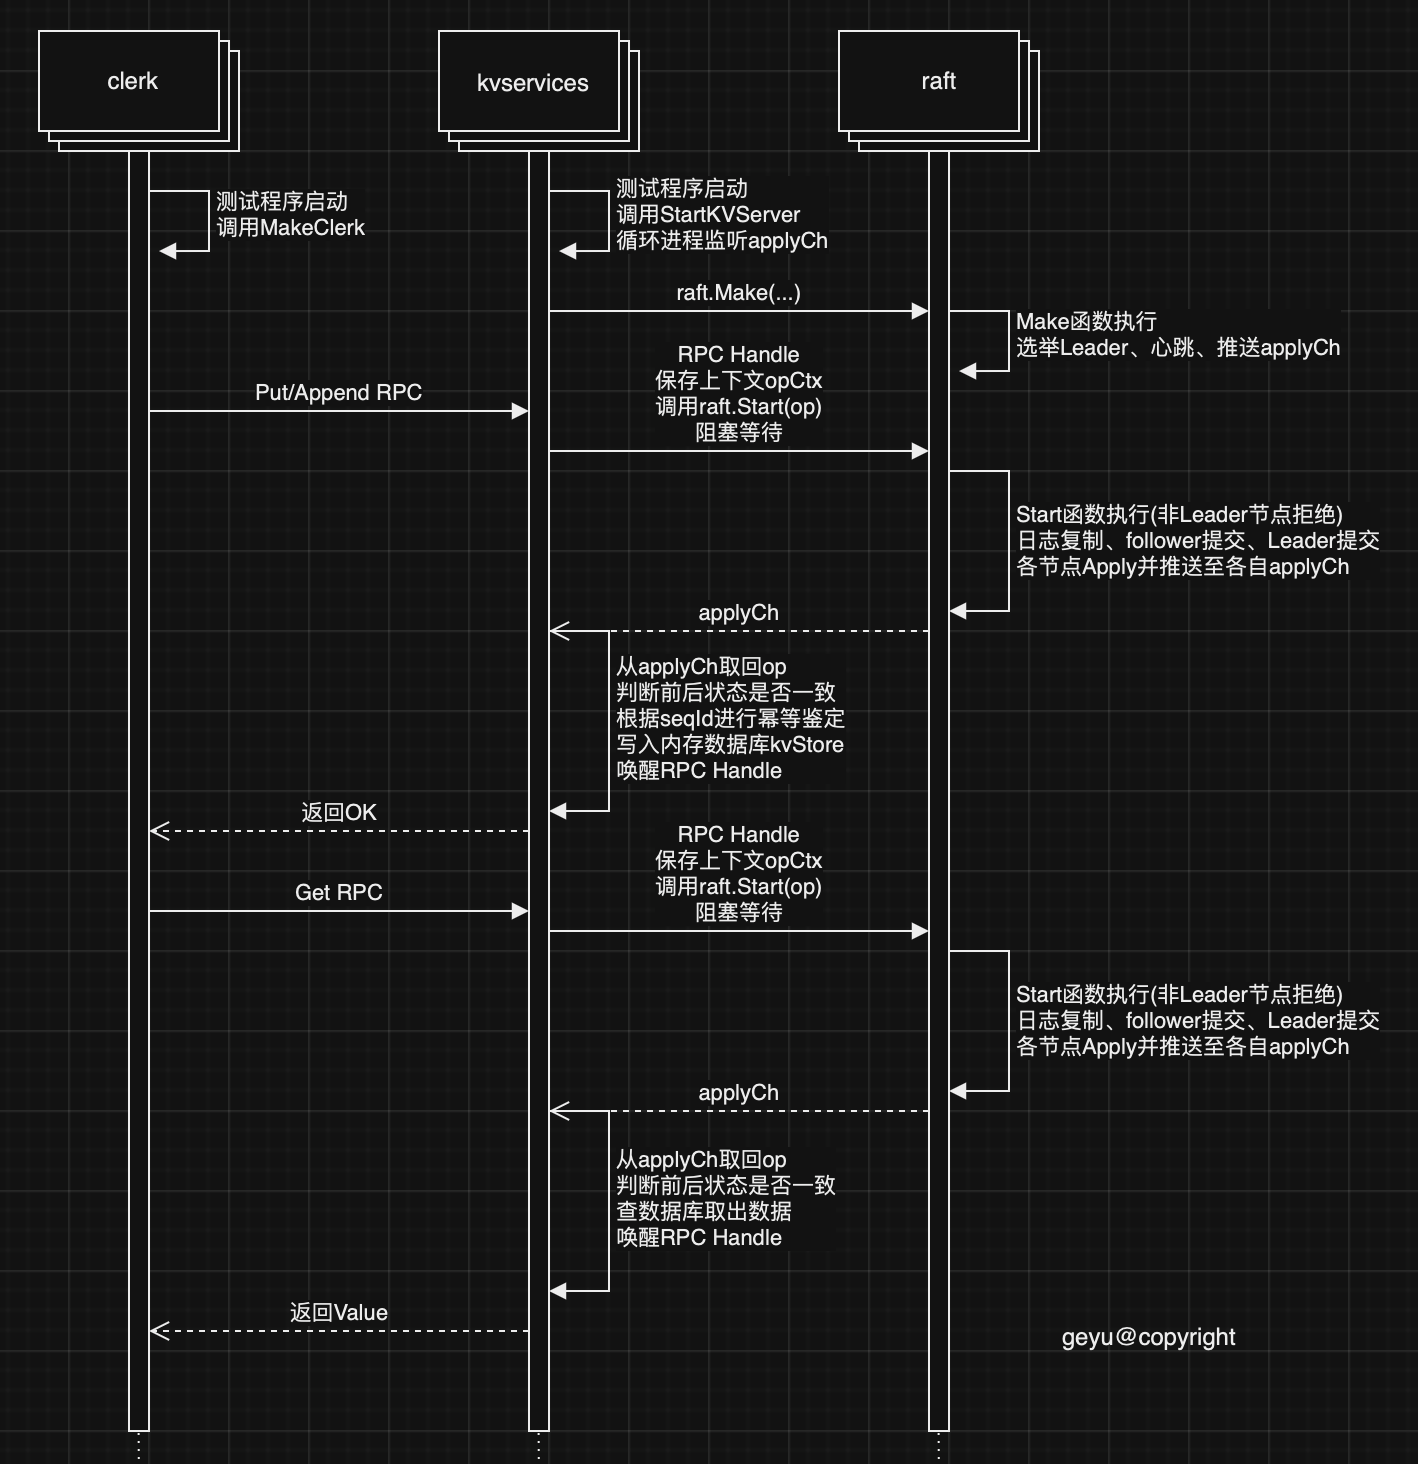 clerk
kvservices
raft
测试程序启动
调用MakeClerk
测试程序启动
调用StartKVServer
循环进程监听applyCh
raft.Make(...)
Make函数执行
选举Leader、心跳、推送applyCh
Put/Append RPC
RPC Handle
保存上下文opCtx
调用raft.Start(op)
阻塞等待
Start函数执行(非Leader节点拒绝)
日志复制、follower提交、Leader提交
各节点Apply并推送至各自applyCh
applyCh
从applyCh取回op
判断前后状态是否一致
根据seqId进行幂等鉴定
写入内存数据库kvStore
唤醒RPC Handle
返回OK
Get RPC
RPC Handle
保存上下文opCtx
调用raft.Start(op)
阻塞等待
Start函数执行(非Leader节点拒绝)
日志复制、follower提交、Leader提交
各节点Apply并推送至各自applyCh
applyCh
从applyCh取回op
判断前后状态是否一致
查数据库取出数据
唤醒RPC Handle
返回Value
geyu@copyright